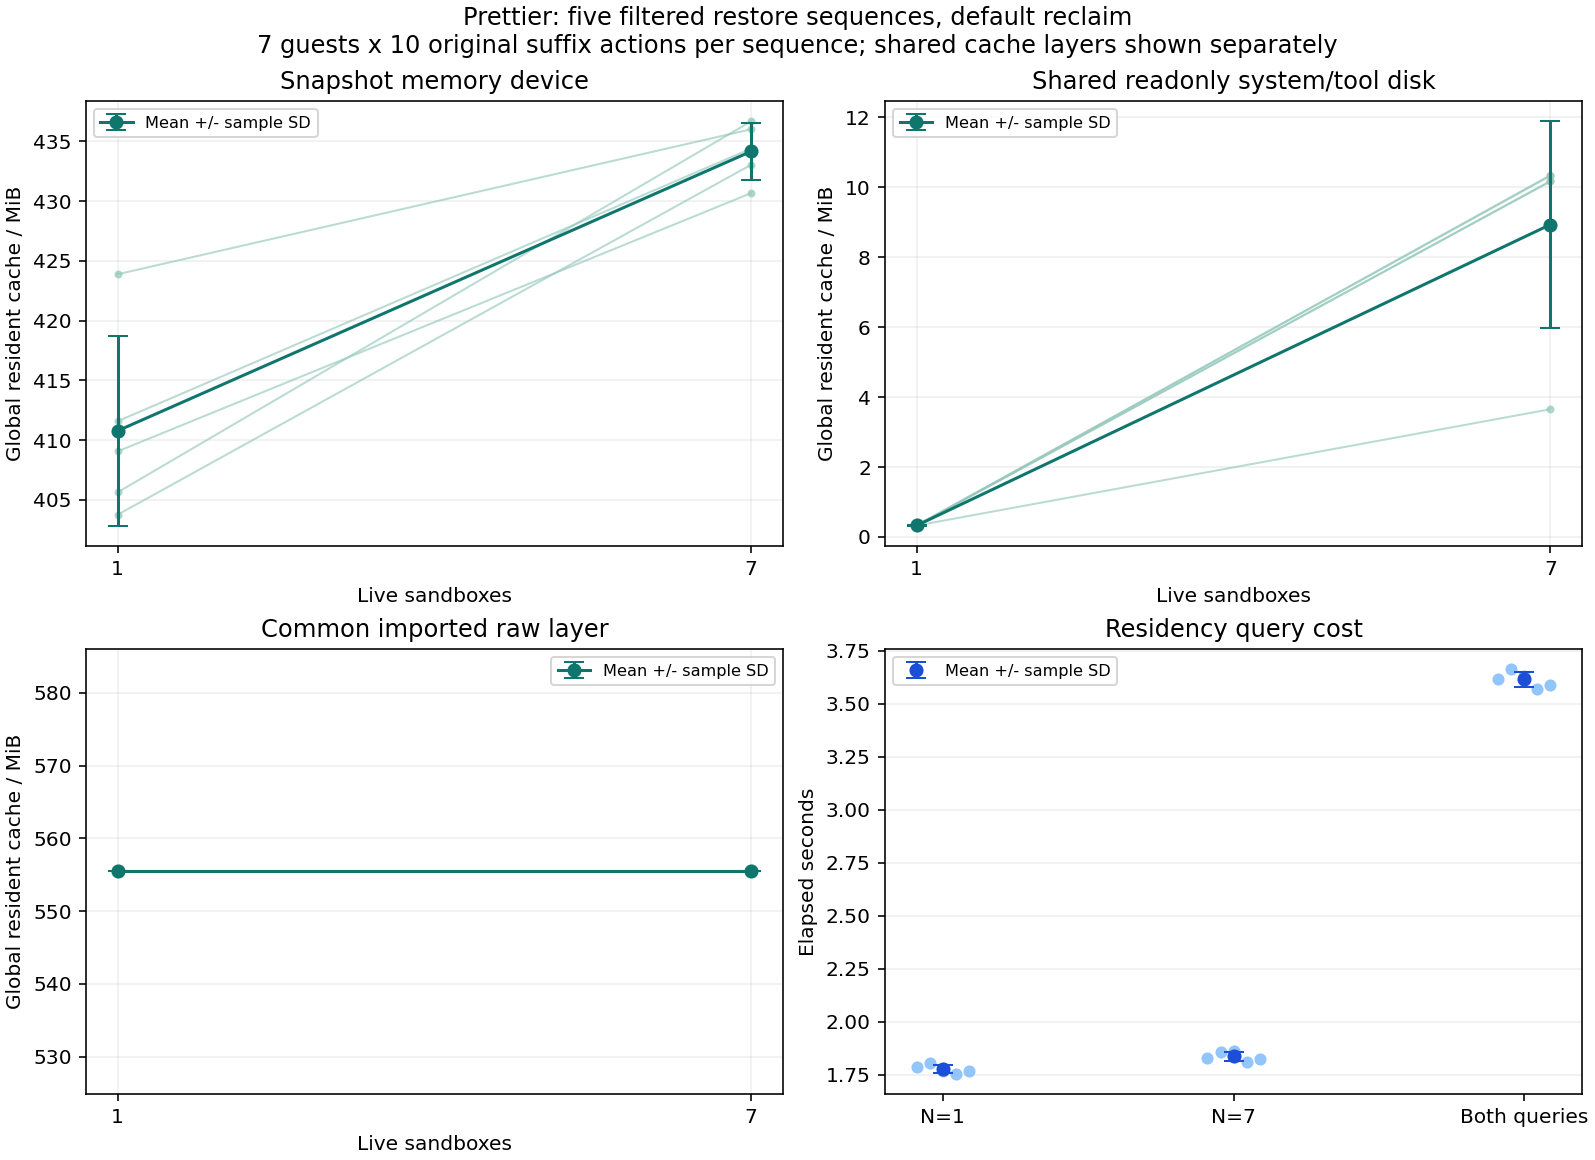 Prettier: five filtered restore sequences, default reclaim
7 guests x 10 original suffix actions per sequence; shared cache layers shown separately
Snapshot memory device
Mean +/- sample SD
Global resident cache / MiB
435
430
425
420
415
410
405
1
7
Live sandboxes
Shared readonly system/tool disk
Mean +/- sample SD
Global resident cache / MiB
12
10
8
6
4
2
0
1
7
Live sandboxes
Common imported raw layer
Mean +/- sample SD
Global resident cache / MiB
580
570
560
550
540
530
1
7
Live sandboxes
Residency query cost
Mean +/- sample SD
Elapsed seconds
3.75
3.50
3.25
3.00
2.75
2.50
2.25
2.00
1.75
N=1
N=7
Both queries